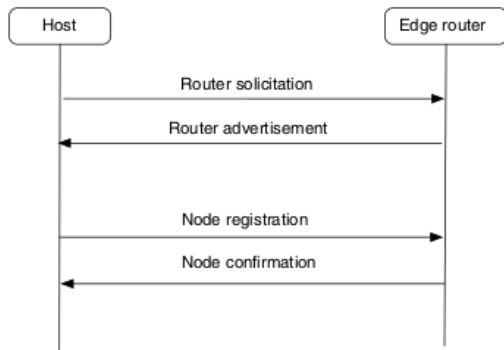 Host
Edge router
Router solicitation
Router advertisement
Node registration
Node confirmation